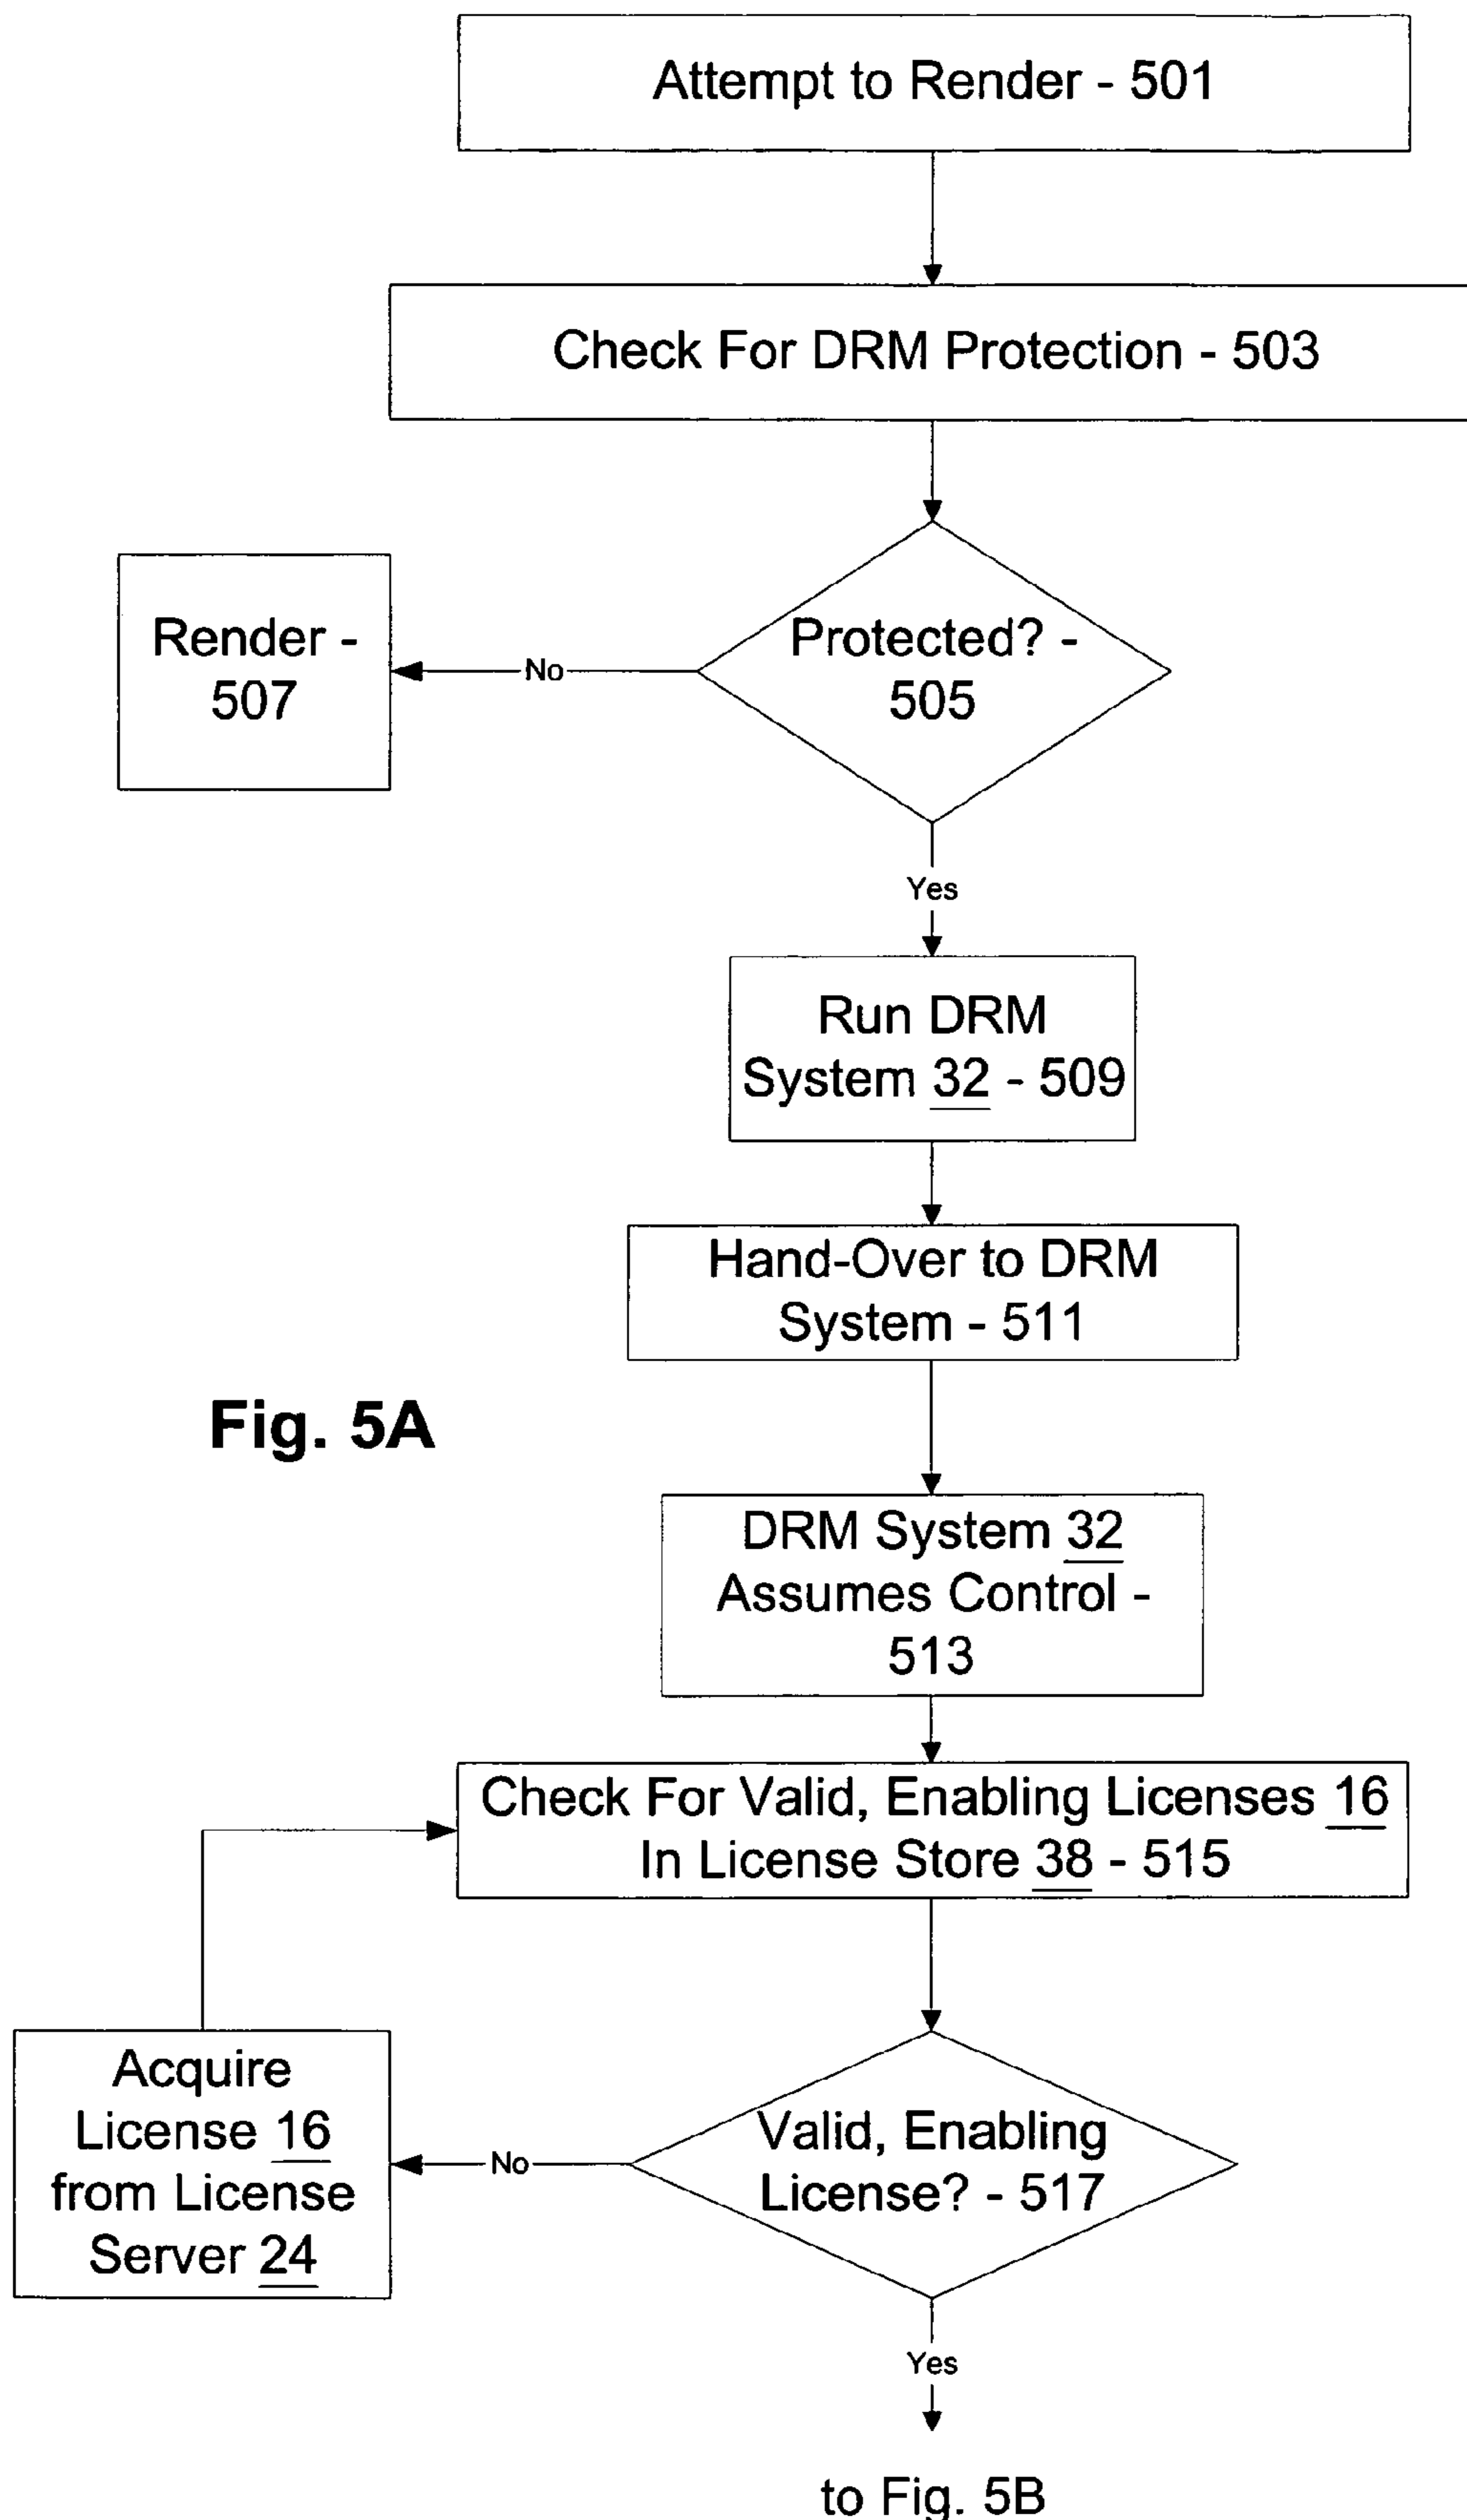 Attempt to Render - 501
Check For DRM Protection - 503
Render -
507
No
Protected? -
505
Yes
Run DRM
System 32 - 509
Hand-Over to DRM
System - 511
Fig. 5A
DRM System 32
Assumes Control -
513
Check For Valid, Enabling Licenses 16
In License Store 38 - 515
Acquire
License 16
from License
Server 24
No
Valid, Enabling
License? - 517
Yes
to Fig. 5B